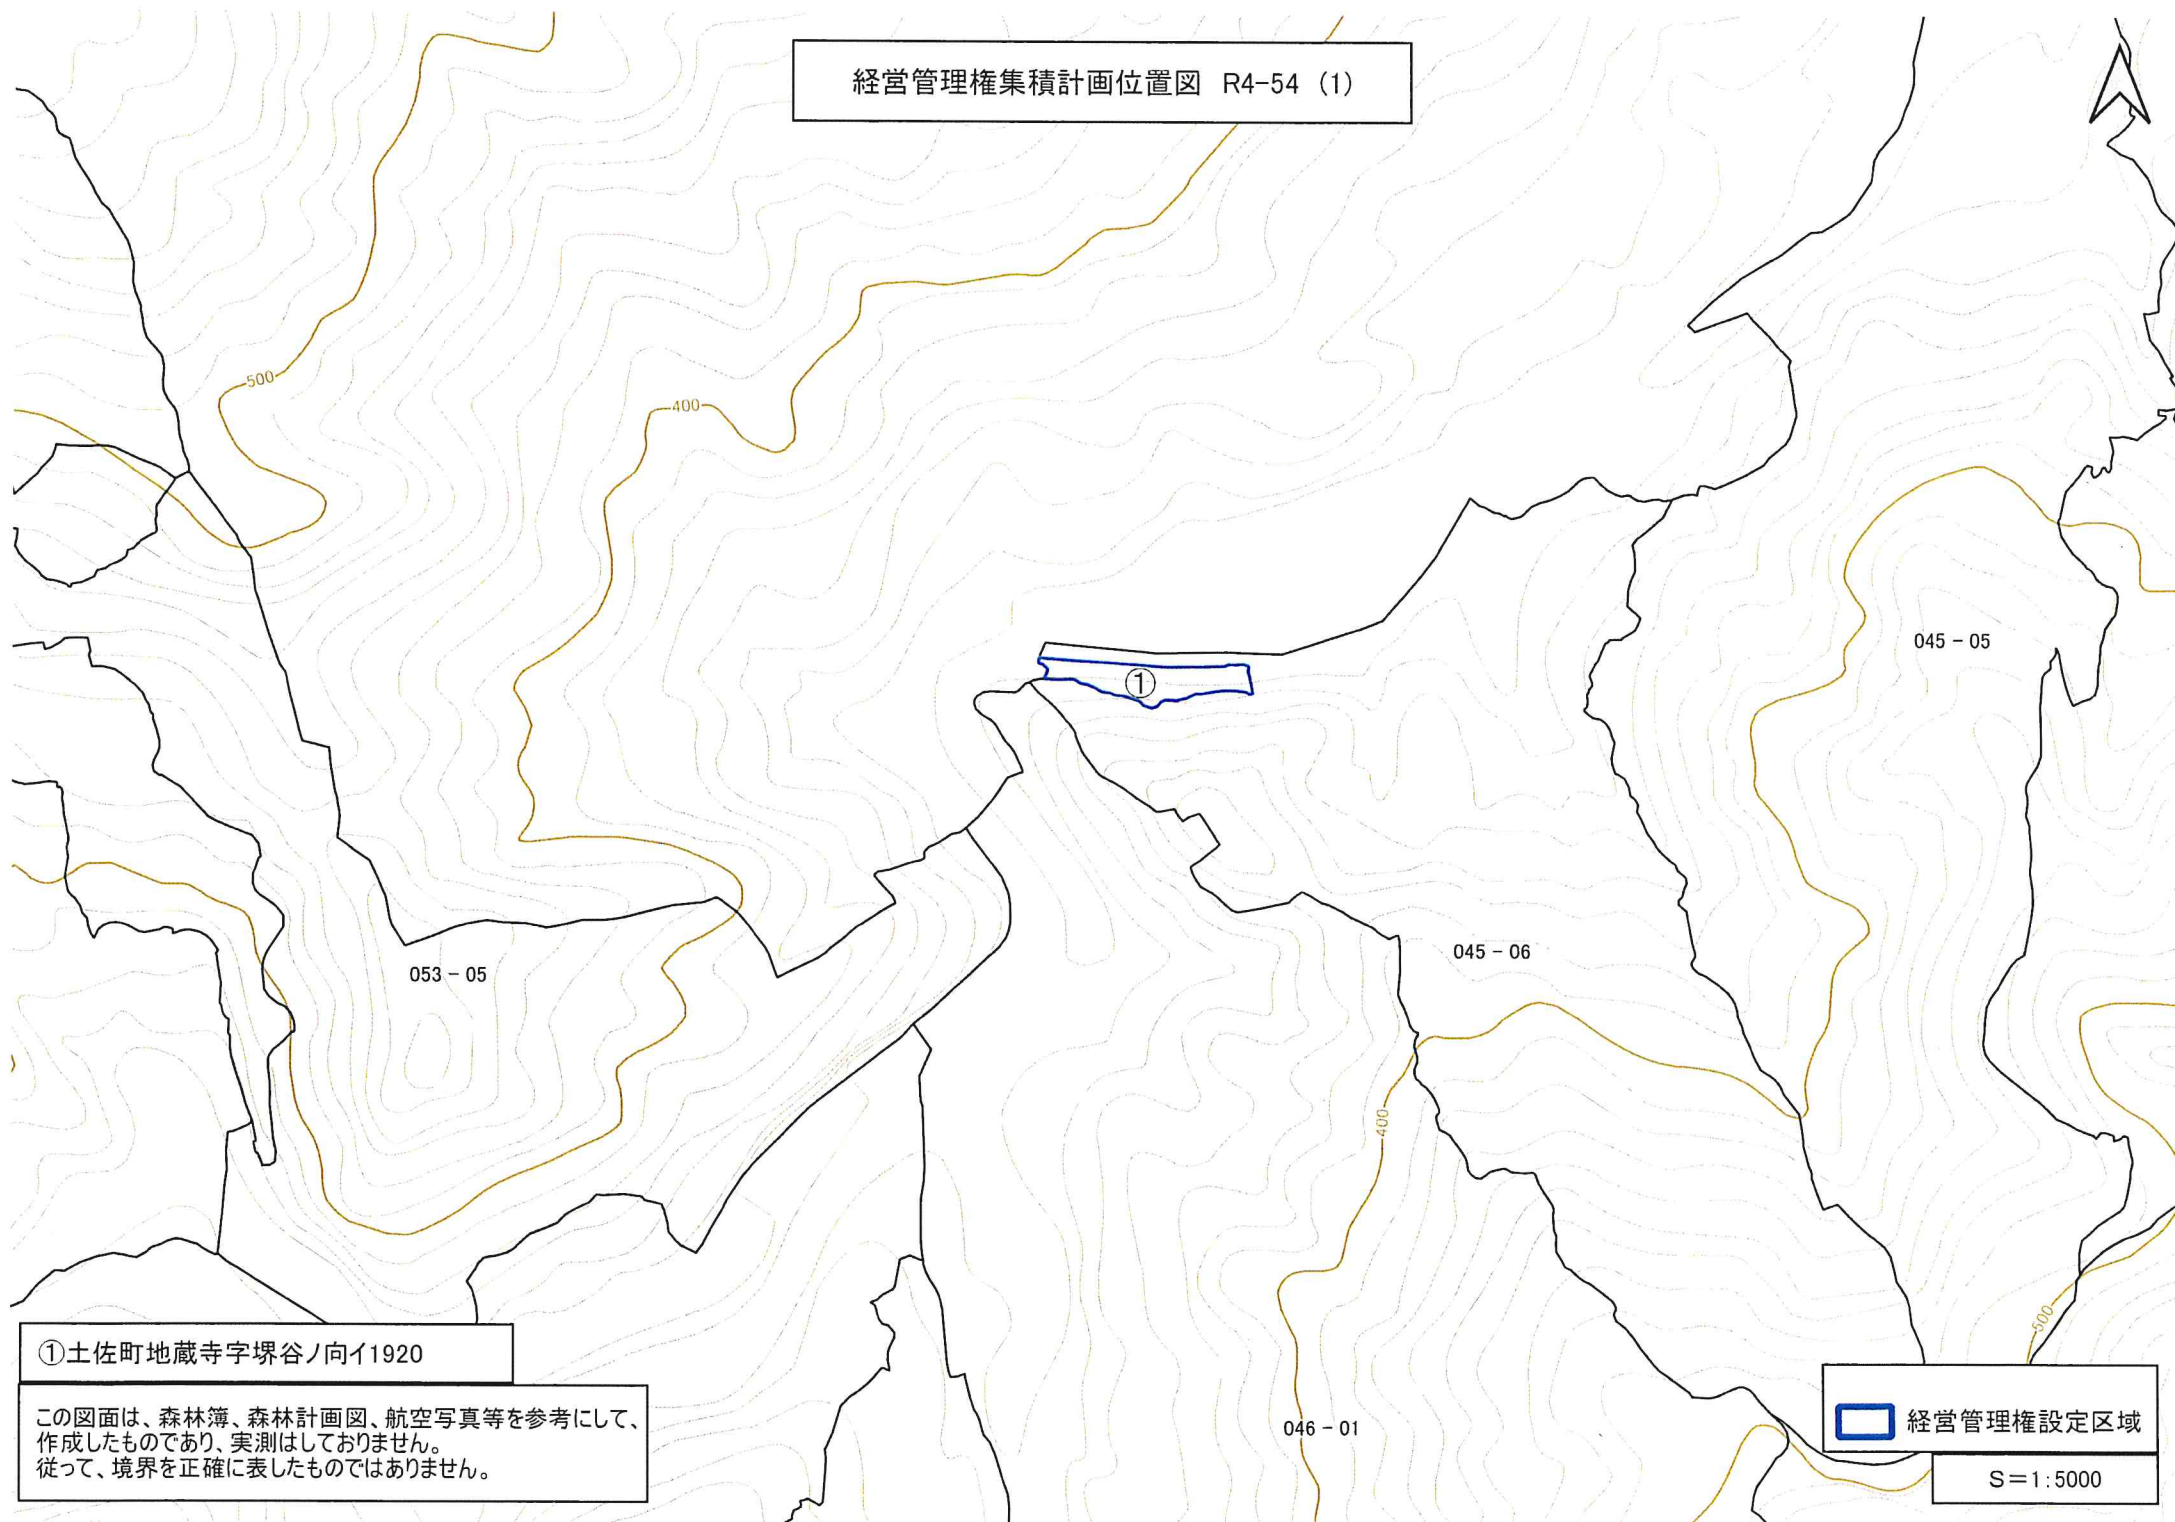 経営管理権集積計画位置図 R4-54 (1)
500
400
045-05
①
053-05
045-06
400
500
046-01
①土佐町地蔵寺字堺谷ノ向イ1920
この図面は、森林簿、森林計画図、航空写真等を参考にして、
作成したものであり、実測はしておりません。
従って、境界を正確に表したものではありません。
経営管理権設定区域
S=1:5000